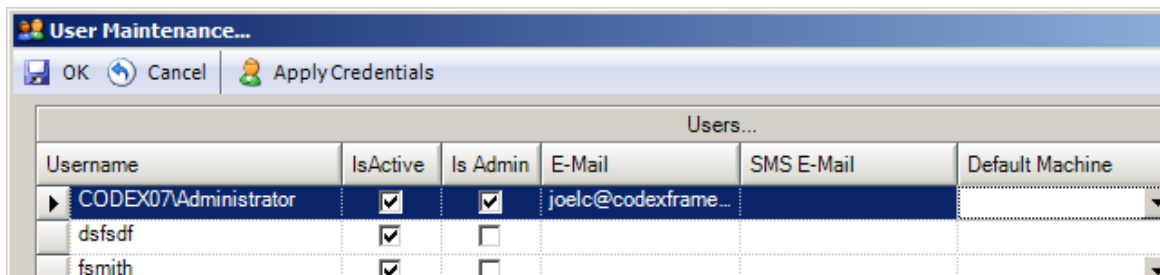 User Maintenance...
OK Cancel Apply Credentials
Users...
Username IsActive Is Admin E-Mail SMS E-Mail Default Machine
CODEX07\Administrator joelc@codexframe...
dsfsdf
fsmith